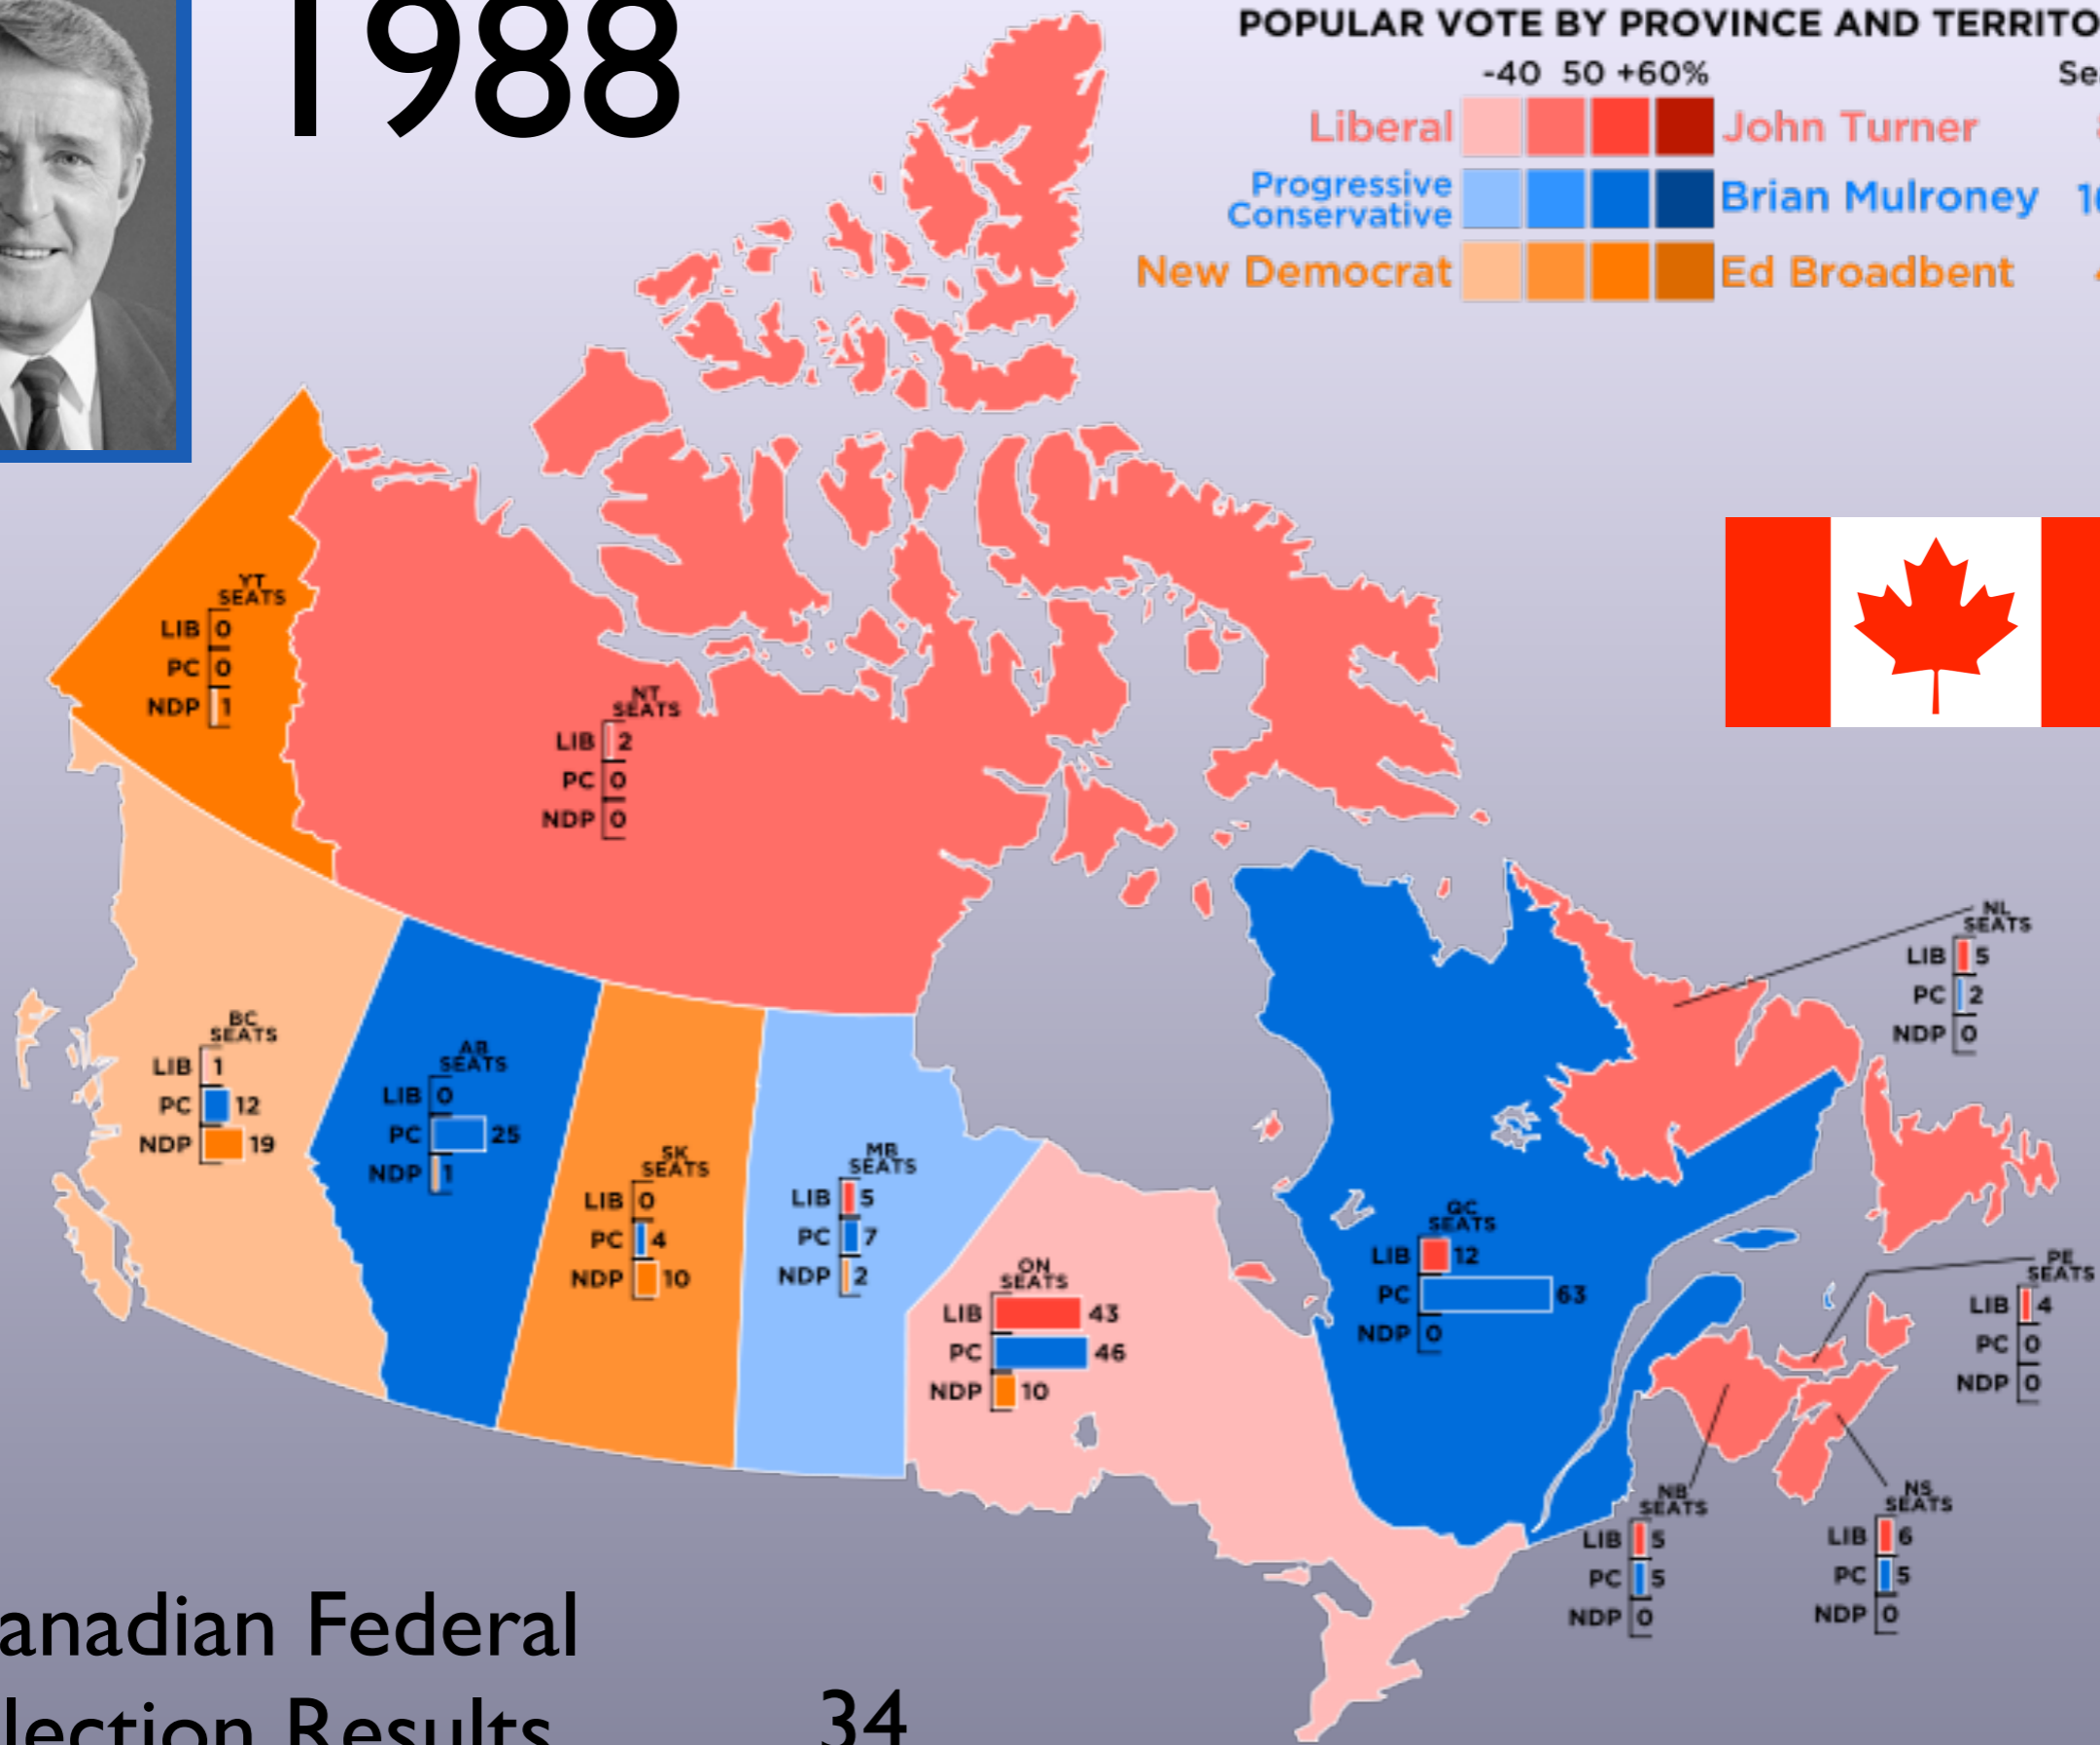 1988
POPULAR VOTE BY PROVINCE AND TERRITO
-40 50 +60%
Se
Liberal
John Turner
Progressive
Conservative
Brian Mulroney
New Democrat
Ed Broadbent
YT
SEATS
LIB 0
PC 0
NDP 1
NT
SEATS
LIB 2
PC 0
NDP 0
NL
SEATS
LIB 5
PC 2
NDP 0
BC
SEATS
LIB 1
PC 12
NDP 19
AB
SEATS
LIB 0
PC 25
NDP 1
SK
SEATS
LIB 0
PC 4
NDP 10
MB
SEATS
LIB 5
PC 7
NDP 2
ON
SEATS
LIB 43
PC 46
NDP 10
QC
SEATS
LIB 12
PC 63
NDP 0
PE
SEATS
LIB 4
PC 0
NDP 0
NB
SEATS
LIB 5
PC 5
NDP 0
NS
SEATS
LIB 6
PC 5
NDP 0
anadian Federal
lection Results
34